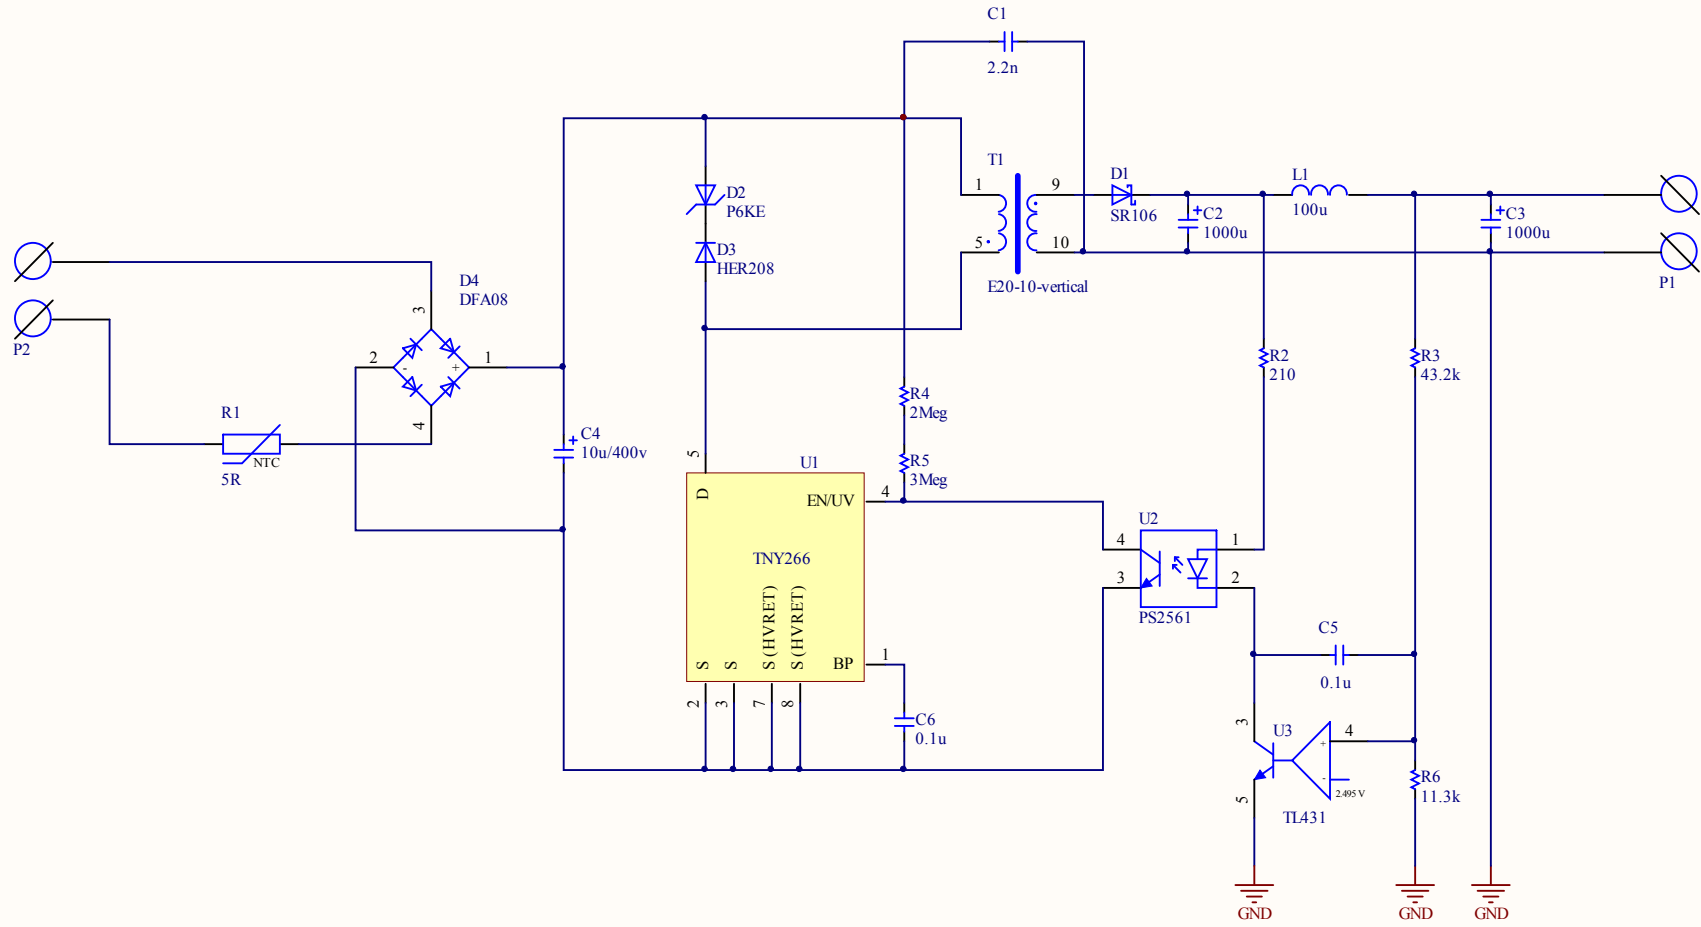 C1
2.2n
T1
1
5
9
10
E20-10-vertical
D1
SR106
+
C2
1000u
L1
100u
+
C3
1000u
P1
D2
P6KE
D3
HER208
P2
D4
DFA08
3
2
-
+
1
4
R1
NTC
5R
+
C4
10u/400v
R4
2Meg
R5
3Meg
R2
210
R3
43.2k
U1
5
D
EN/UV
4
TNY266
S
S
S (HVRET)
S (HVRET)
BP
1
2
3
7
8
C6
0.1u
U2
4
3
1
2
PS2561
C5
0.1u
3
U3
+
-
4
2.495 V
5
TL431
R6
11.3k
GND
GND
GND